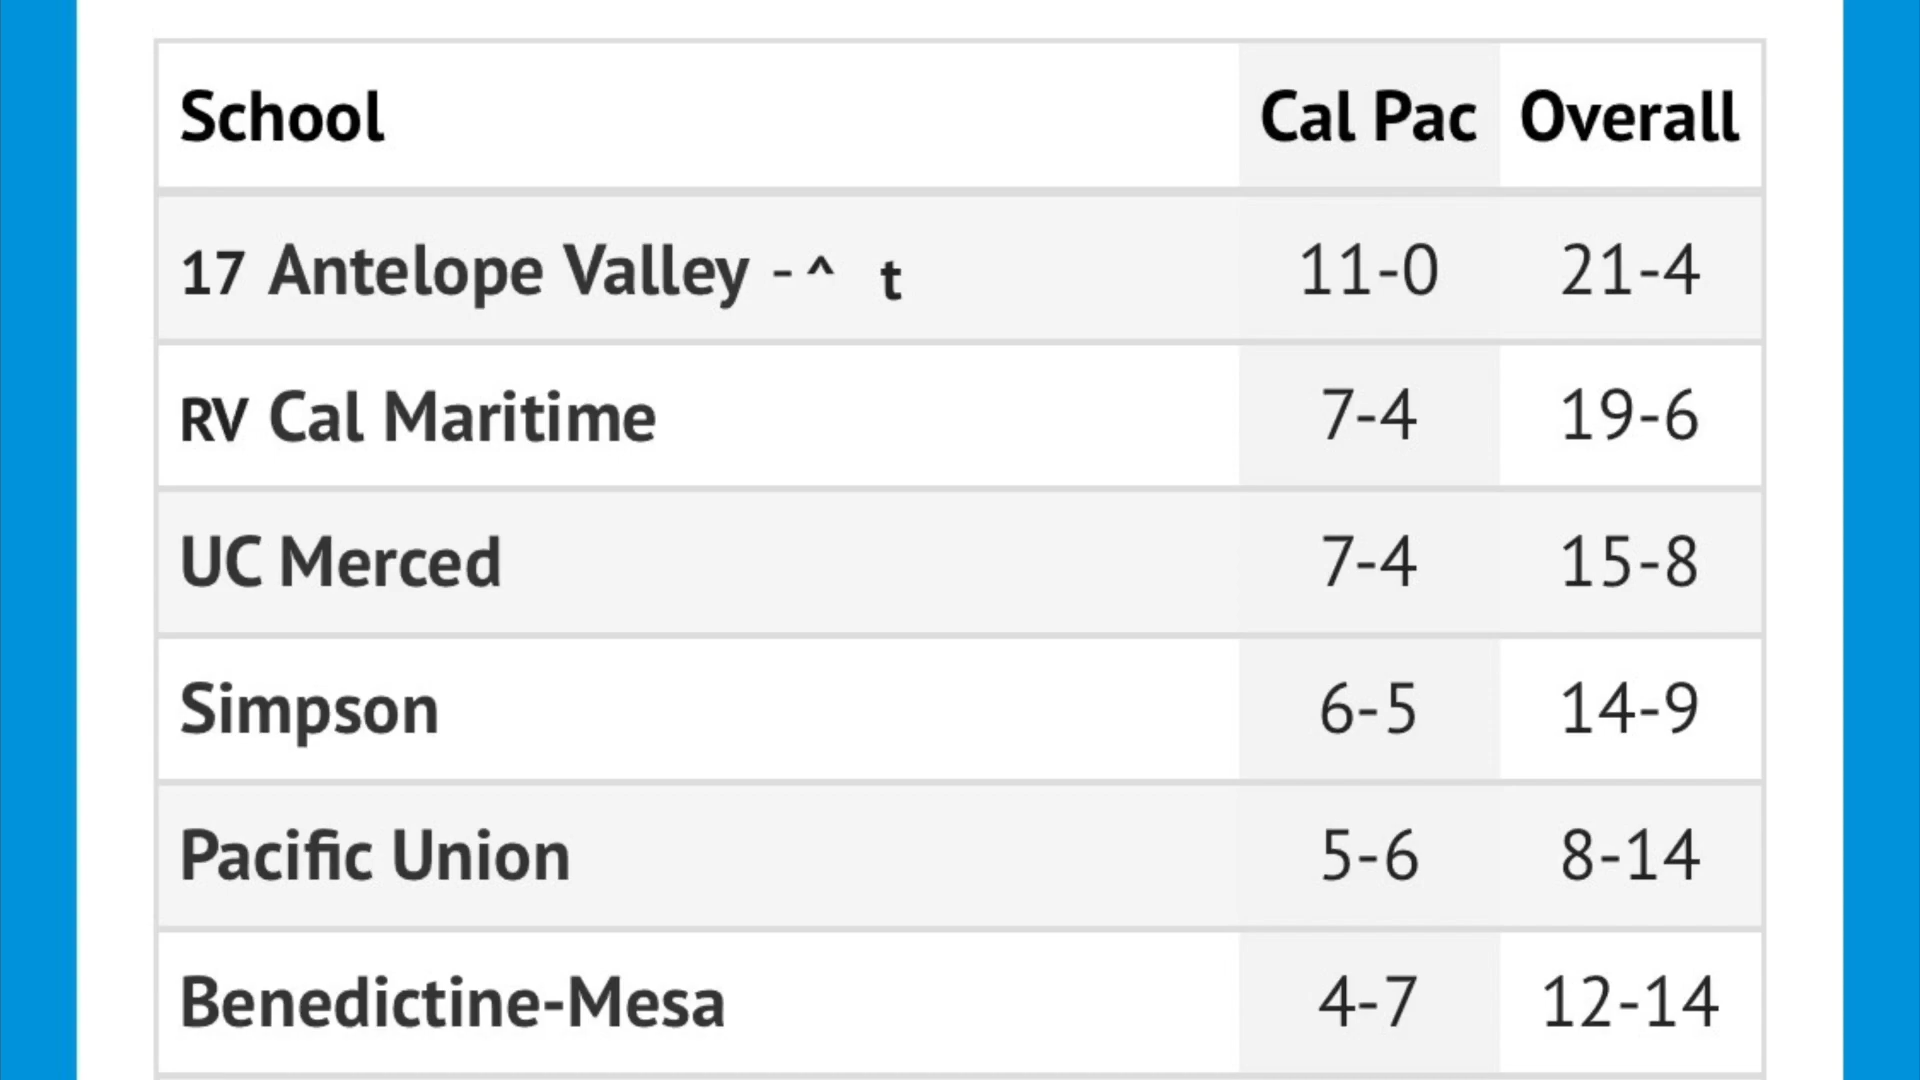 School Cal Pac Overall
17 Antelope Valley -^ t 11-0 21-4
RV Cal Maritime 7-4 19-6
UC Merced 7-4 15-8
Simpson 6-5 14-9
Pacific Union 5-6 8-14
Benedictine-Mesa 4-7 12-14